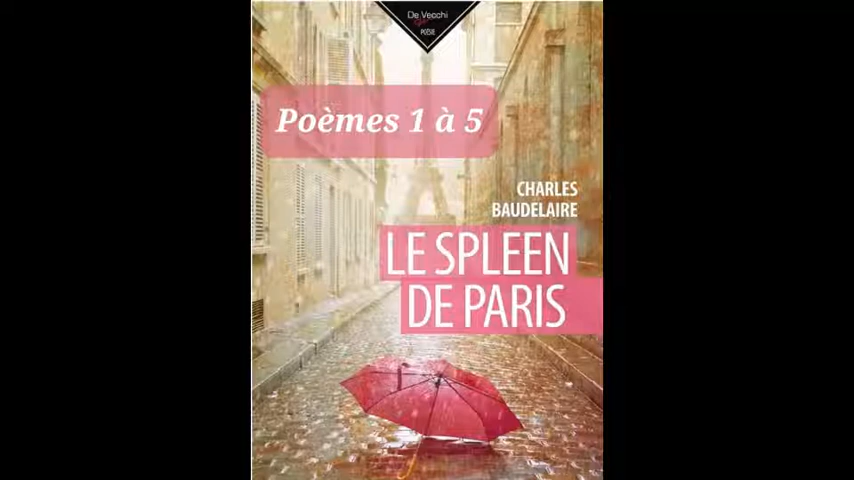 De Vecchi
POÉSIE
Poèmes 1 à 5
CHARLES
BAUDELAIRE
LE SPLEEN
DE PARIS